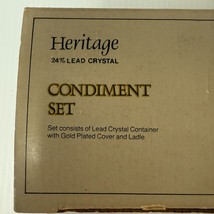 Heritage
24% LEAD CRYSTAL
CONDIMENT
SET
Set consists of Lead Crystal Container
with Gold Plated Cover and Ladle.